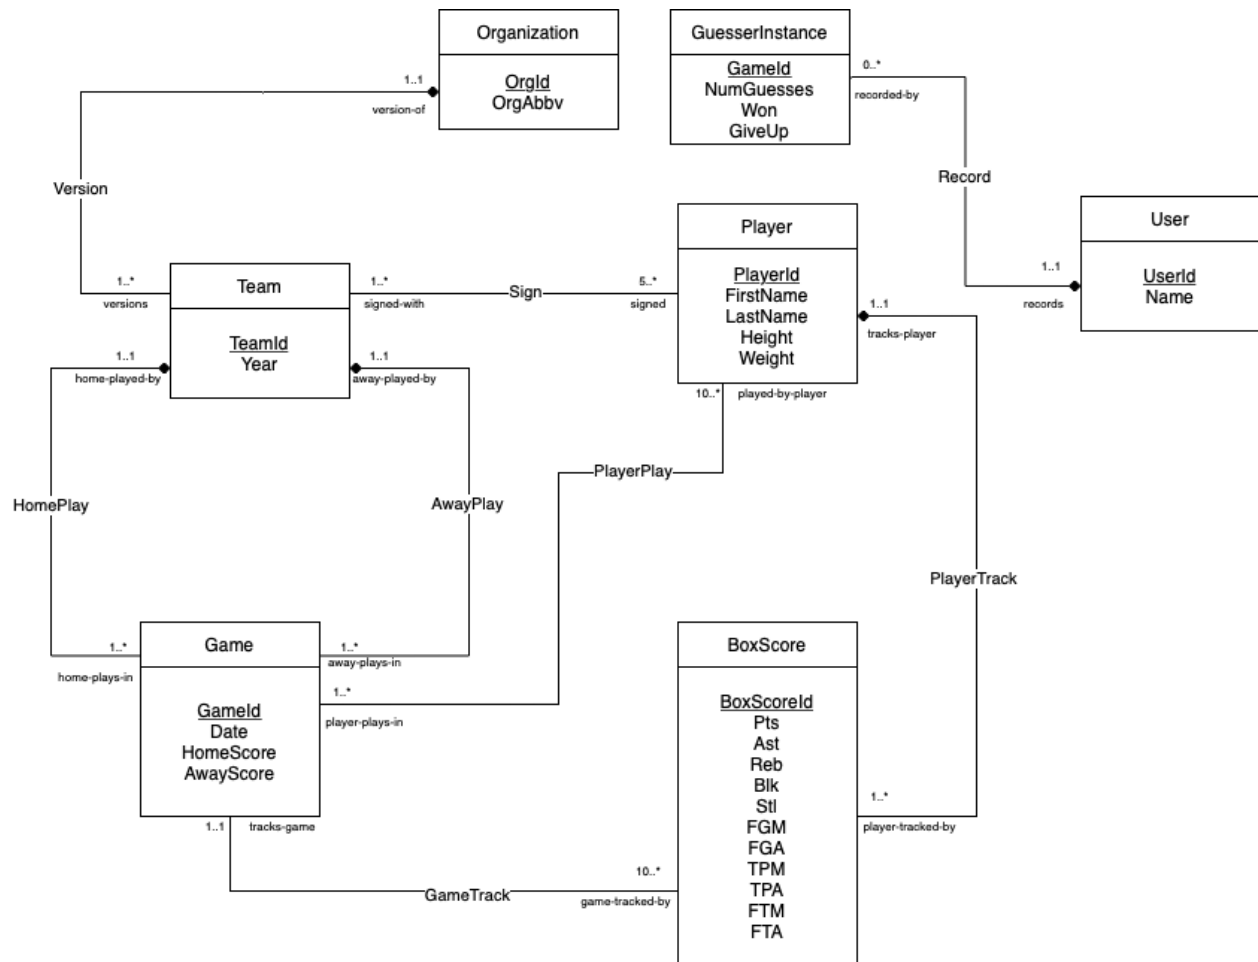 Organization
OrgId
OrgAbbv
1..1
version-of
GuesserInstance
GameId
NumGuesses
Won
GiveUp
0..*
recorded-by
Version
Record
User
UserId
Name
1..1
records
Player
PlayerId
FirstName
LastName
Height
Weight
1..*
versions
Team
TeamId
Year
1..*
signed-with
Sign
5..*
signed
1..1
tracks-player
1..1
home-played-by
1..1
away-played-by
10..*
played-by-player
PlayerPlay
HomePlay
AwayPlay
PlayerTrack
1..*
home-plays-in
Game
GameId
Date
HomeScore
AwayScore
1..*
away-plays-in
1..*
player-plays-in
BoxScore
BoxScoreId
Pts
Ast
Reb
Blk
Stl
FGM
FGA
TPM
TPA
FTM
FTA
1..*
player-tracked-by
1..1
tracks-game
GameTrack
10..*
game-tracked-by